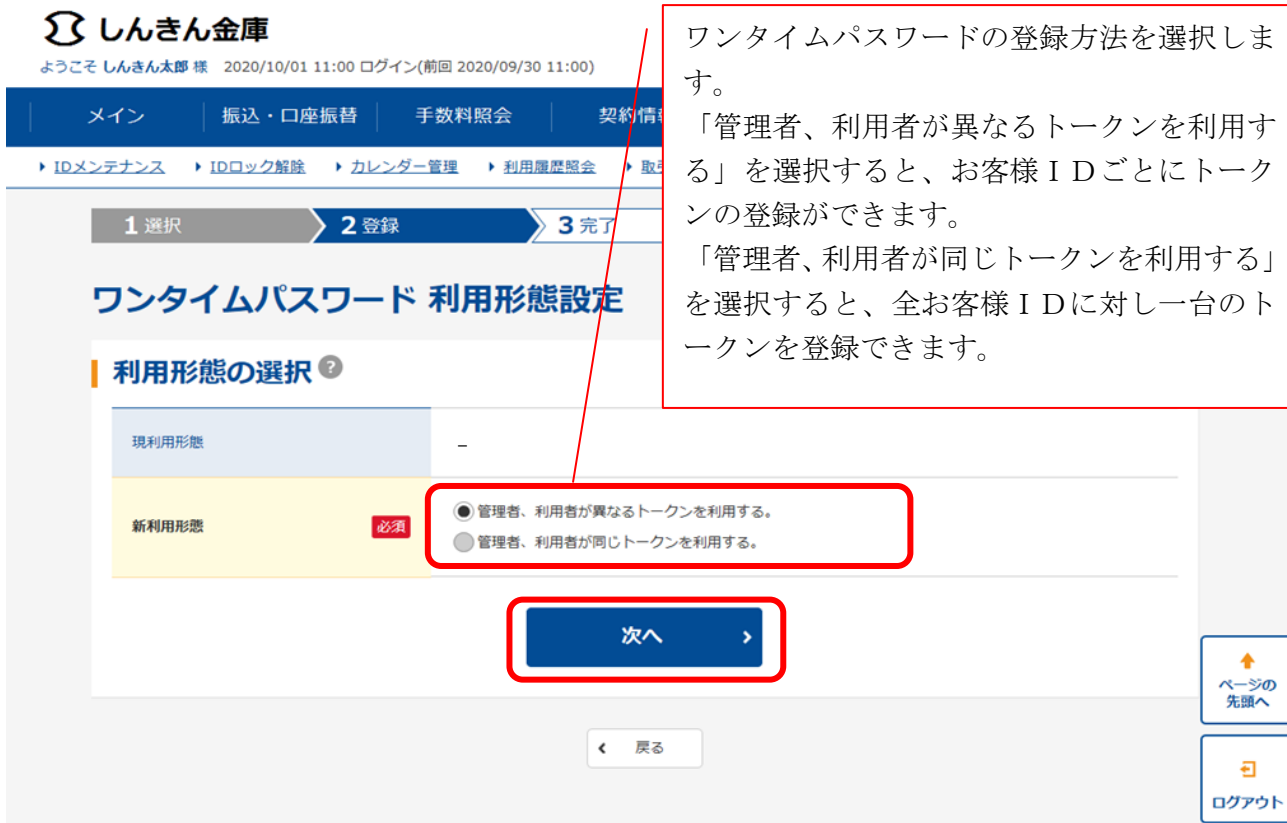 しんきん金庫
ようこそ しんきん太郎 様 2020/10/01 11:00 ログイン(前回 2020/09/30 11:00)
メイン 振込・口座振替 手数料照会 契約情
IDメンテナンス IDロック解除 カレンダー管理 利用履歴照会 取
1 選択 2 登録 3 完了
ワンタイムパスワード 利用形態設定
利用形態の選択 ?
ワンタイムパスワードの登録方法を選択しま
す。
「管理者、利用者が異なるトークンを利用す
る」を選択すると、お客様ＩＤごとにトーク
ンの登録ができます。
「管理者、利用者が同じトークンを利用する」
を選択すると、全お客様ＩＤに対し一台のト
ークンを登録できます。
現利用形態 –
新利用形態 必須
管理者、利用者が異なるトークンを利用する。
管理者、利用者が同じトークンを利用する。
次へ
戻る
ページの
先頭へ
ログアウト